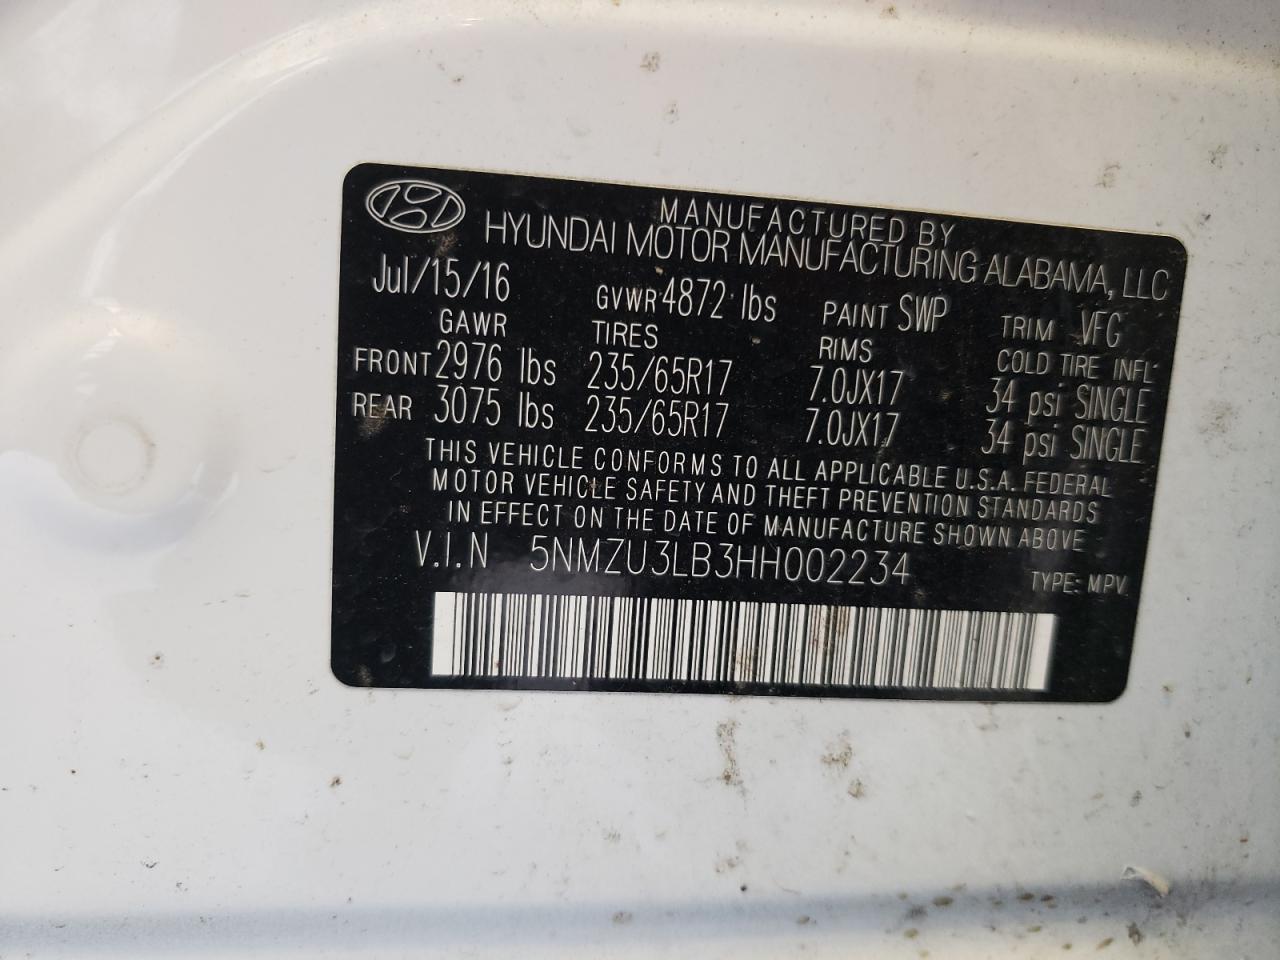 MANUFACTURED BY
HYUNDAI MOTOR MANUFACTURING ALABAMA, LLC
Jul/15/16 GVWR 4872 lbs PAINT SWP TRIM VFG
GAWR TIRES RIMS COLD TIRE INFL
FRONT 2976 lbs 235/65R17 7.0JX17 34 psi SINGLE
REAR 3075 lbs 235/65R17 7.0JX17 34 psi SINGLE
THIS VEHICLE CONFORMS TO ALL APPLICABLE U.S.A. FEDERAL
MOTOR VEHICLE SAFETY AND THEFT PREVENTION STANDARDS
IN EFFECT ON THE DATE OF MANUFACTURE SHOWN ABOVE
V.I.N 5NMZU3LB3HH002234 TYPE: MPV